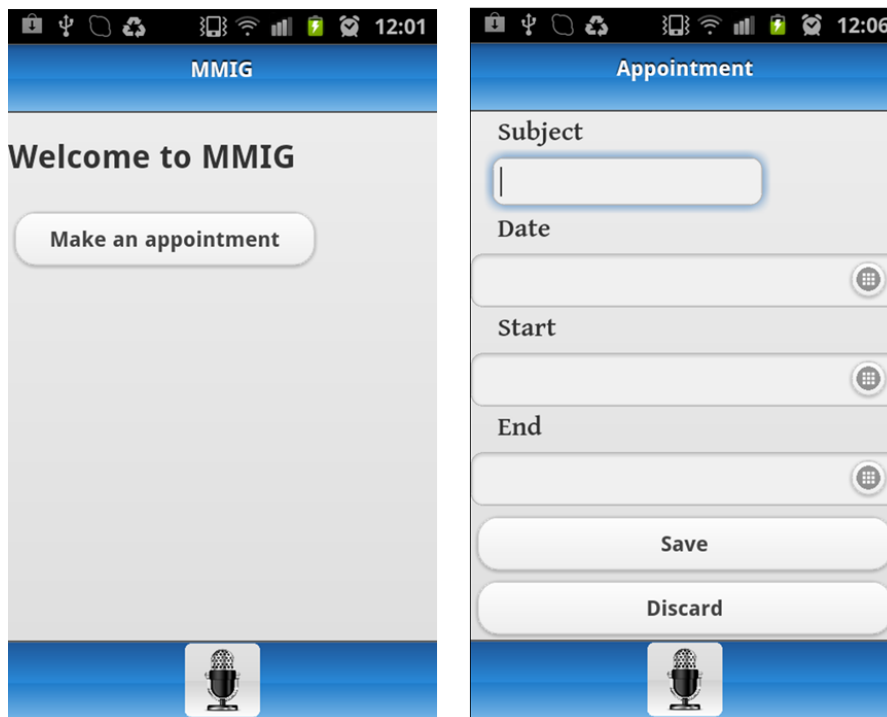 12:01
MMIG
Welcome to MMIG
Make an appointment
12:06
Appointment
Subject
Date
Start
End
Save
Discard